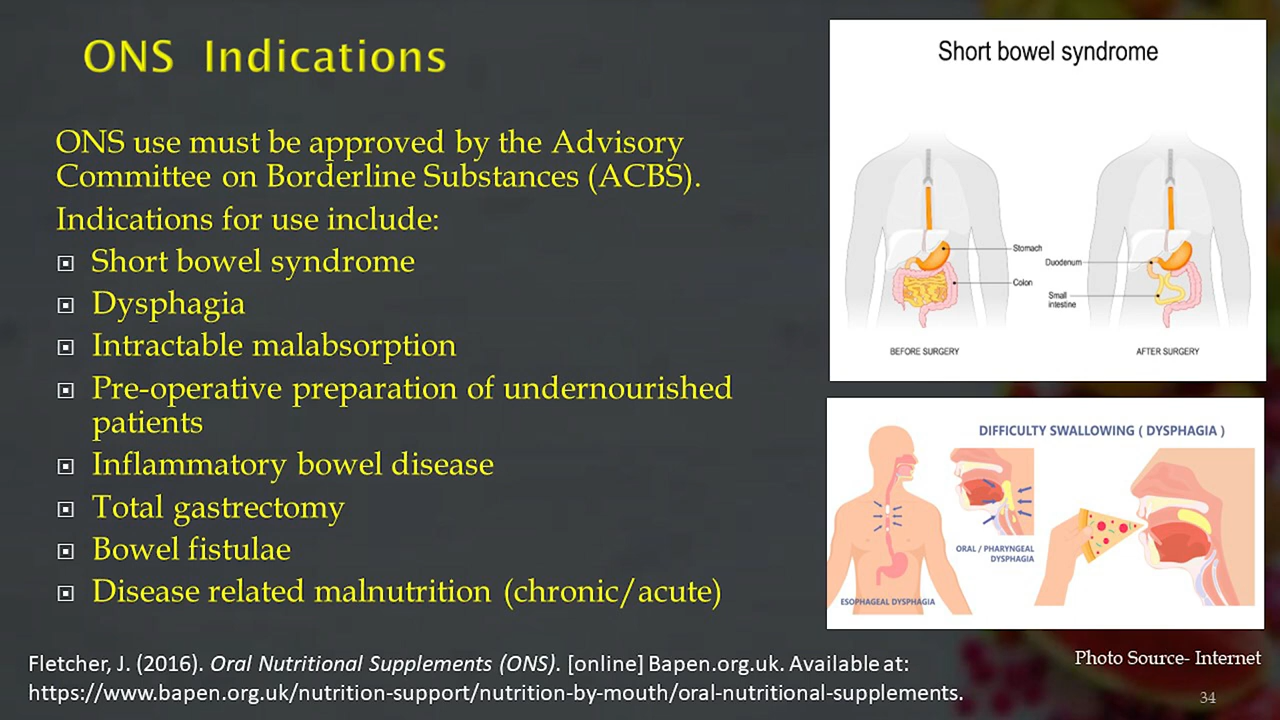 ONS Indications
ONS use must be approved by the Advisory
Committee on Borderline Substances (ACBS).
Indications for use include:
Short bowel syndrome
Dysphagia
Intractable malabsorption
Pre-operative preparation of undernourished
patients
Inflammatory bowel disease
Total gastrectomy
Bowel fistulae
Disease related malnutrition (chronic/acute)
Fletcher, J. (2016). Oral Nutritional Supplements (ONS). [online] Bapen.org.uk. Available at:
https://www.bapen.org.uk/nutrition-support/nutrition-by-mouth/oral-nutritional-supplements.
Short bowel syndrome
Stomach
Duodenum
Colon
Small
intestine
BEFORE SURGERY
AFTER SURGERY
DIFFICULTY SWALLOWING ( DYSPHAGIA )
ORAL / PHARYNGEAL
DYSPHAGIA
ESOPHAGEAL DYSPHAGIA
Photo Source- Internet
34